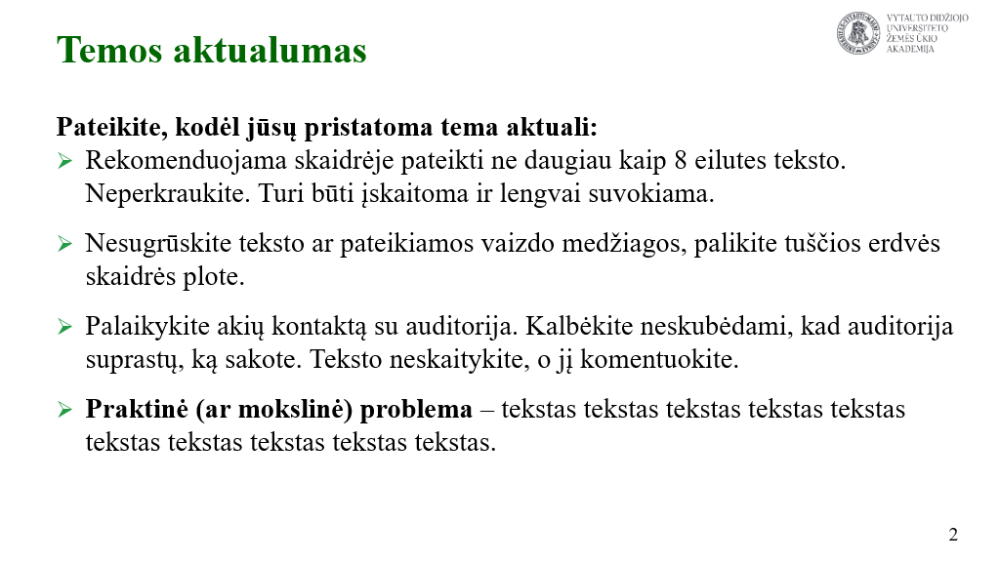 Temos aktualumas
VYTAUTO DIDŽIOJO
UNIVERSITETO
ŽEMĖS ŪKIO
AKADEMIJA
Pateikite, kodėl jūsų pristatoma tema aktuali:
Rekomenduojama skaidrėje pateikti ne daugiau kaip 8 eilutes teksto.
Neperkraukite. Turi būti įskaitoma ir lengvai suvokiama.
Nesugrūskite teksto ar pateikiamos vaizdo medžiagos, palikite tuščios erdvės
skaidrės plote.
Palaikykite akių kontaktą su auditorija. Kalbėkite neskubėdami, kad auditorija
suprastų, ką sakote. Teksto neskaitykite, o jį komentuokite.
Praktinė (ar mokslinė) problema – tekstas tekstas tekstas tekstas tekstas
tekstas tekstas tekstas tekstas tekstas.
2